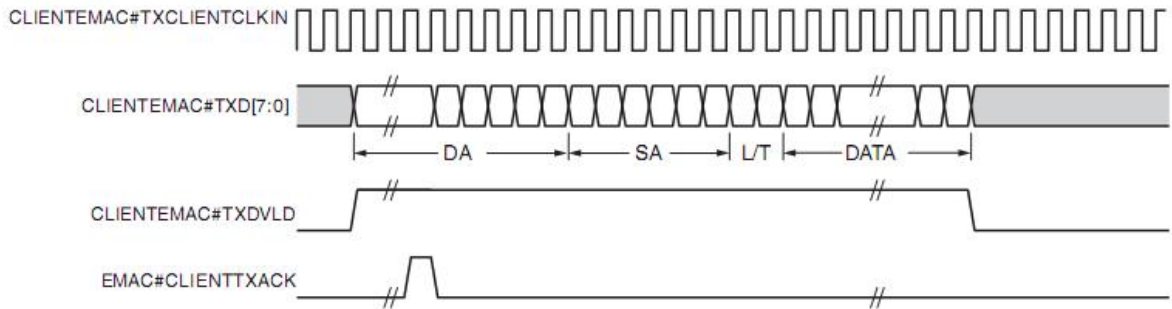 CLIENTEMAC#TXCLIENTCLKIN
CLIENTEMAC#TXD[7:0]
DA SA L/T DATA
CLIENTEMAC#TXDVLD
EMAC#CLIENTTXACK